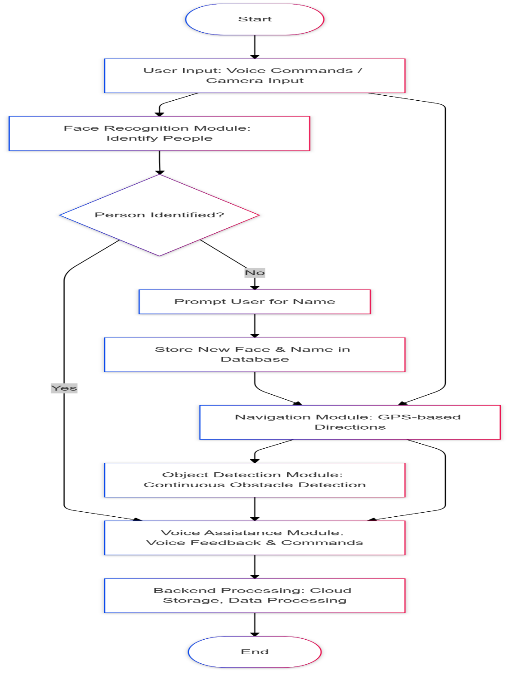 Start
User Input: Voice Commands /
Camera Input
Face Recognition Module:
Identify People
Person Identified?
No
Prompt User for Name
Store New Face & Name in
Database
Yes
Navigation Module: GPS-based
Directions
Object Detection Module:
Continuous Obstacle Detection
Voice Assistance Module:
Voice Feedback & Commands
Backend Processing: Cloud
Storage, Data Processing
End